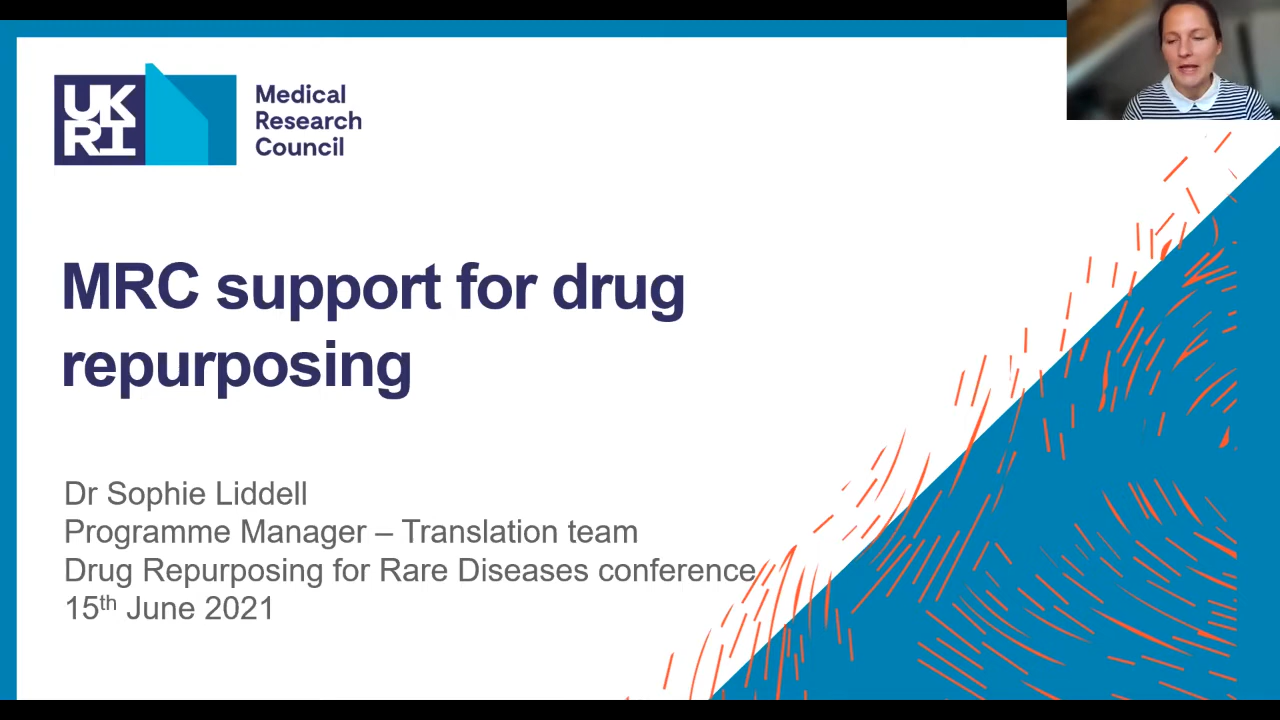 UK
RI
Medical
Research
Council
MRC support for drug
repurposing
Dr Sophie Liddell
Programme Manager – Translation team
Drug Repurposing for Rare Diseases conference
15th June 2021